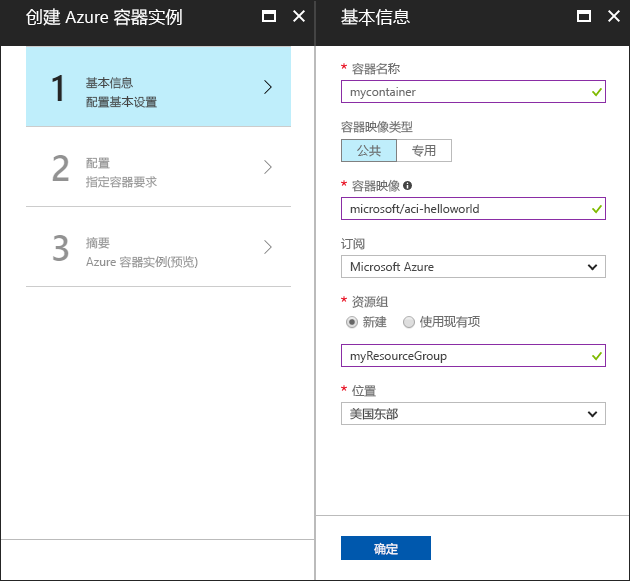 创建 Azure 容器实例
1
基本信息
配置基本设置
2
配置
指定容器要求
3
摘要
Azure 容器实例(预览)
基本信息
* 容器名称
mycontainer
容器映像类型
公共 专用
* 容器映像
microsoft/aci-helloworld
订阅
Microsoft Azure
* 资源组
新建 使用现有项
myResourceGroup
* 位置
美国东部
确定